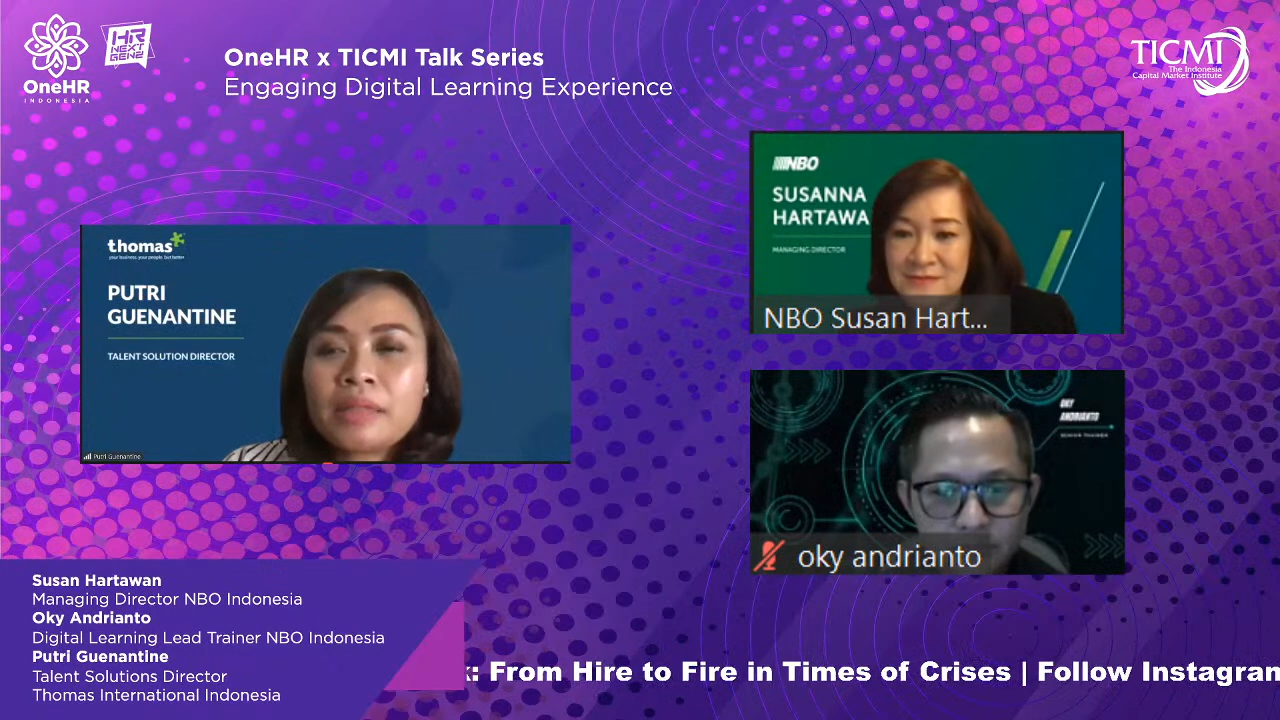 OneHR
INDONESIA
HR
NEXT
GEN
OneHR x TICMI Talk Series
Engaging Digital Learning Experience
TICMI
The Indonesia
Capital Market Institute
NBO
SUSANNA
HARTAWA
MANAGING DIRECTOR
NBO Susan Hart...
thomas
your business, your people, but better
PUTRI
GUENANTINE
TALENT SOLUTION DIRECTOR
Putri Guenantine
OKY
ANDRIANTO
SENIOR TRAINER
oky andrianto
Susan Hartawan
Managing Director NBO Indonesia
Oky Andrianto
Digital Learning Lead Trainer NBO Indonesia
Putri Guenantine
Talent Solutions Director
Thomas International Indonesia
: From Hire to Fire in Times of Crises | Follow Instagram